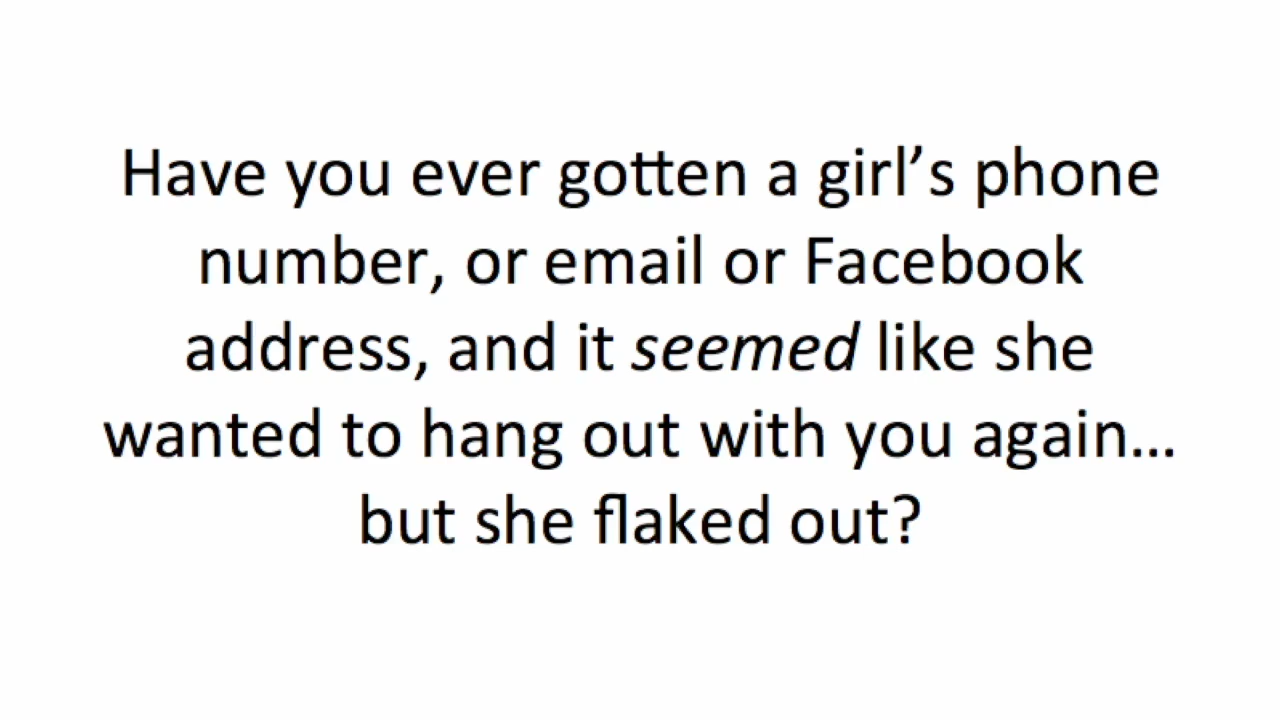 Have you ever gotten a girl’s phone
number, or email or Facebook
address, and it seemed like she
wanted to hang out with you again…
but she flaked out?